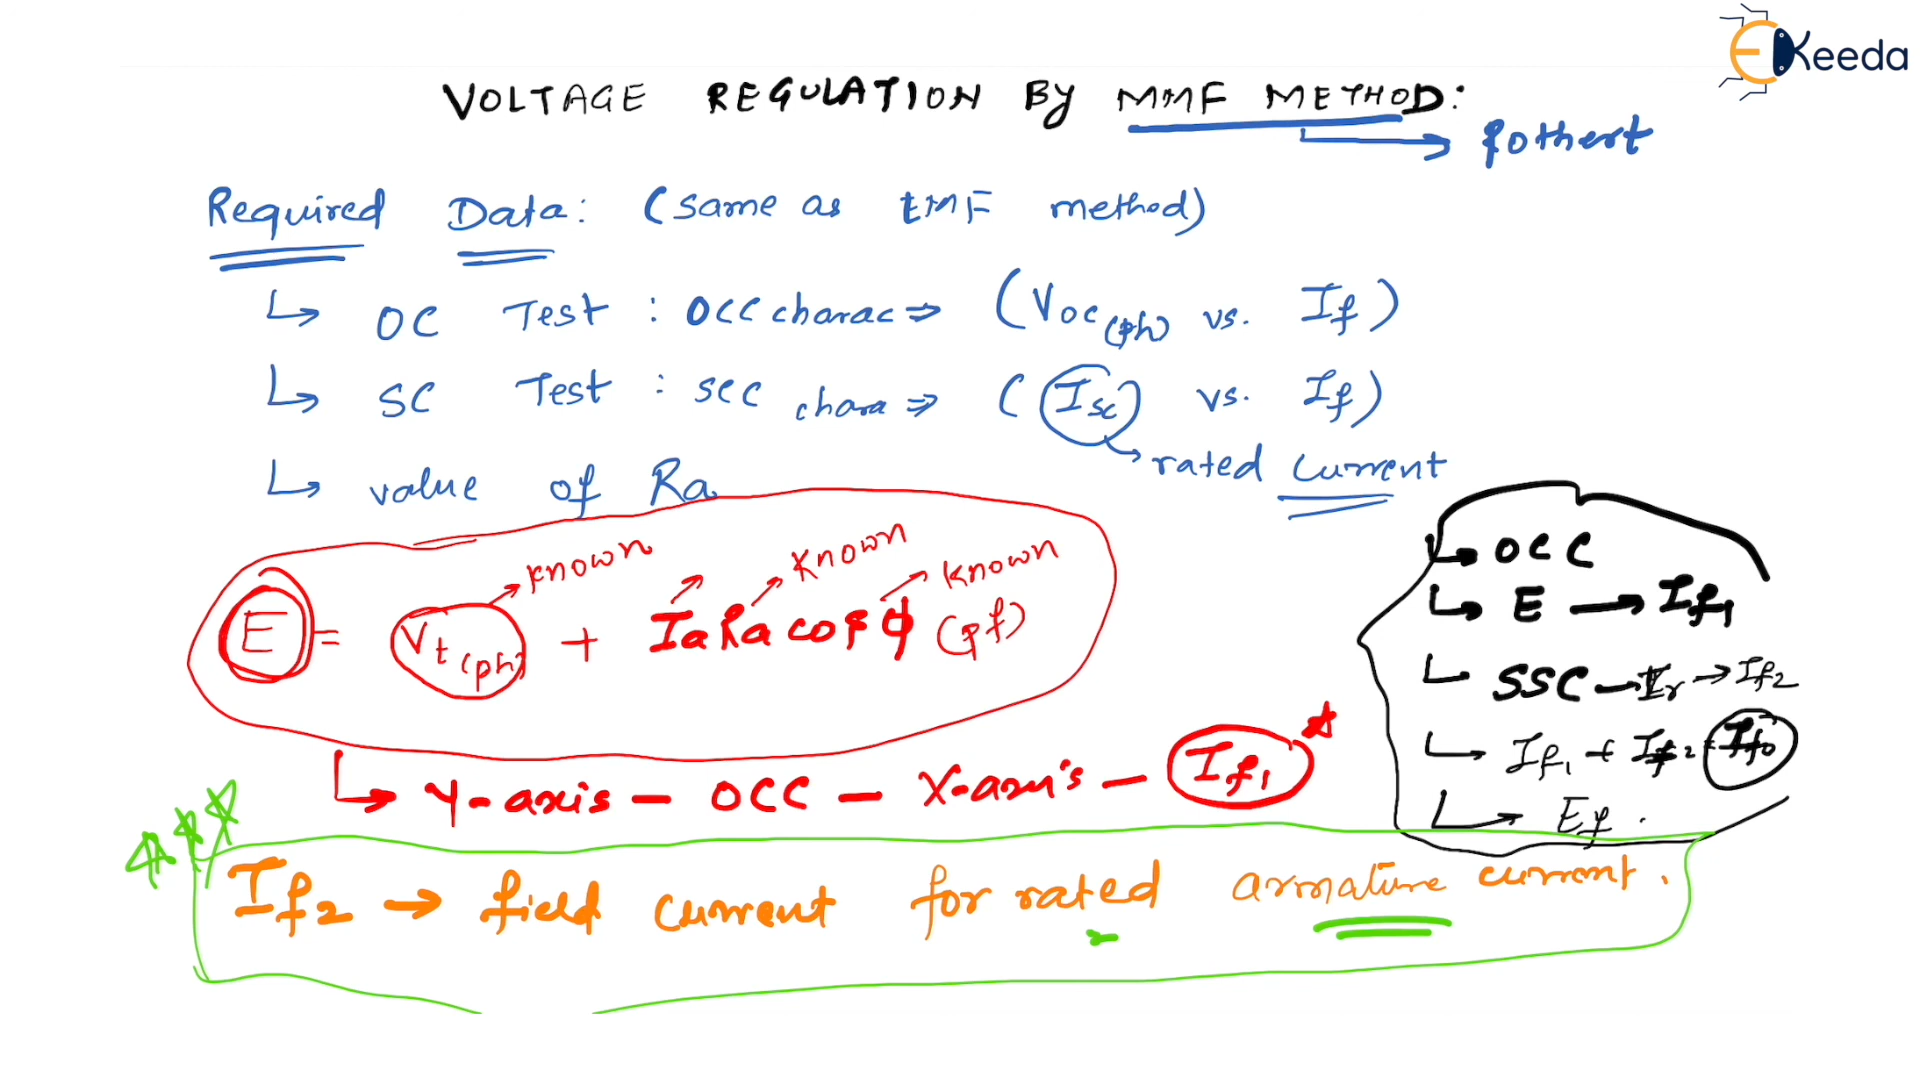 EKeeda
VOLTAGE REGULATION BY MMF METHOD:
Rothert
Required Data: (same as EMF method)
↳ OC Test : OCC charac ⇒ (Voc(ph) vs. If)
↳ SC Test : SCC chara ⇒ (Isc vs. If)
→ rated current
↳ value of Ra
known Known Known
E = Vt(ph) + IaRa cos ϕ (pf)
↳ Y-axis – OCC – X-axis – If1
If2 → field current for rated armature current.
↳ OCC
↳ E → If1
↳ SSC – Ir → If2
↳ If1 + If2 = If0
↳ Ef.